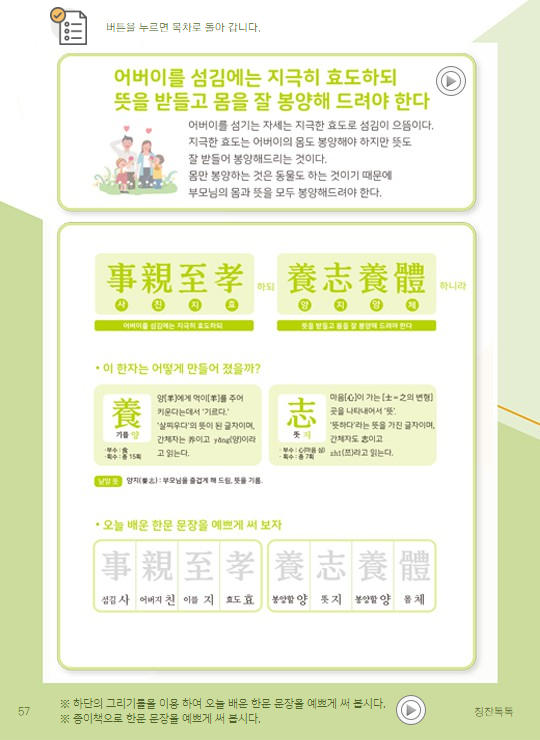 버튼을 누르면 목차로 돌아 갑니다.
어버이를 섬김에는 지극히 효도하되
뜻을 받들고 몸을 잘 봉양해 드려야 한다
어버이를 섬기는 자세는 지극한 효도로 섬김이 으뜸이다.
지극한 효도는 어버이의 몸도 봉양해야 하지만 뜻도
잘 받들어 봉양해드리는 것이다.
몸만 봉양하는 것은 동물도 하는 것이기 때문에
부모님의 몸과 뜻을 모두 봉양해드려야 한다.
事親至孝 하되 養志養體 하니라
사 친 지 효 양 지 양 체
어버이를 섬김에는 지극히 효도하되 뜻을 받들고 몸을 잘 봉양해 드려야 한다
• 이 한자는 어떻게 만들어 졌을까?
養
기를 양
· 부수 : 食
· 획수 : 총 15획
양[羊]에게 먹이[羊]를 주어
키운다는데서 '기르다.'
'살피우다'의 뜻이 된 글자이며,
간체자는 养이고 yǎng(양)이라
고 읽는다.
志
뜻 지
· 부수 : 心(마음 심)
· 획수 : 총 7획
마음[心]이 가는 [士 = 之의 변형]
곳을 나타내어서 '뜻'.
'뜻하다'라는 뜻을 가진 글자이며,
간체자도 志이고
zhì(쯔)라고 읽는다.
낱말 뜻 양지(養志) : 부모님을 즐겁게 해 드림, 뜻을 기름.
• 오늘 배운 한문 문장을 예쁘게 써 보자
事 親 至 孝 養 志 養 體
섬길 사 어버지 친 이를 지 효도 효 봉양할 양 뜻 지 봉양할 양 몸 체
※ 하단의 그리기툴을 이용 하여 오늘 배운 한문 문장을 예쁘게 써 봅시다.
※ 종이책으로 한문 문장을 예쁘게 써 봅시다.
57
칭찬톡톡